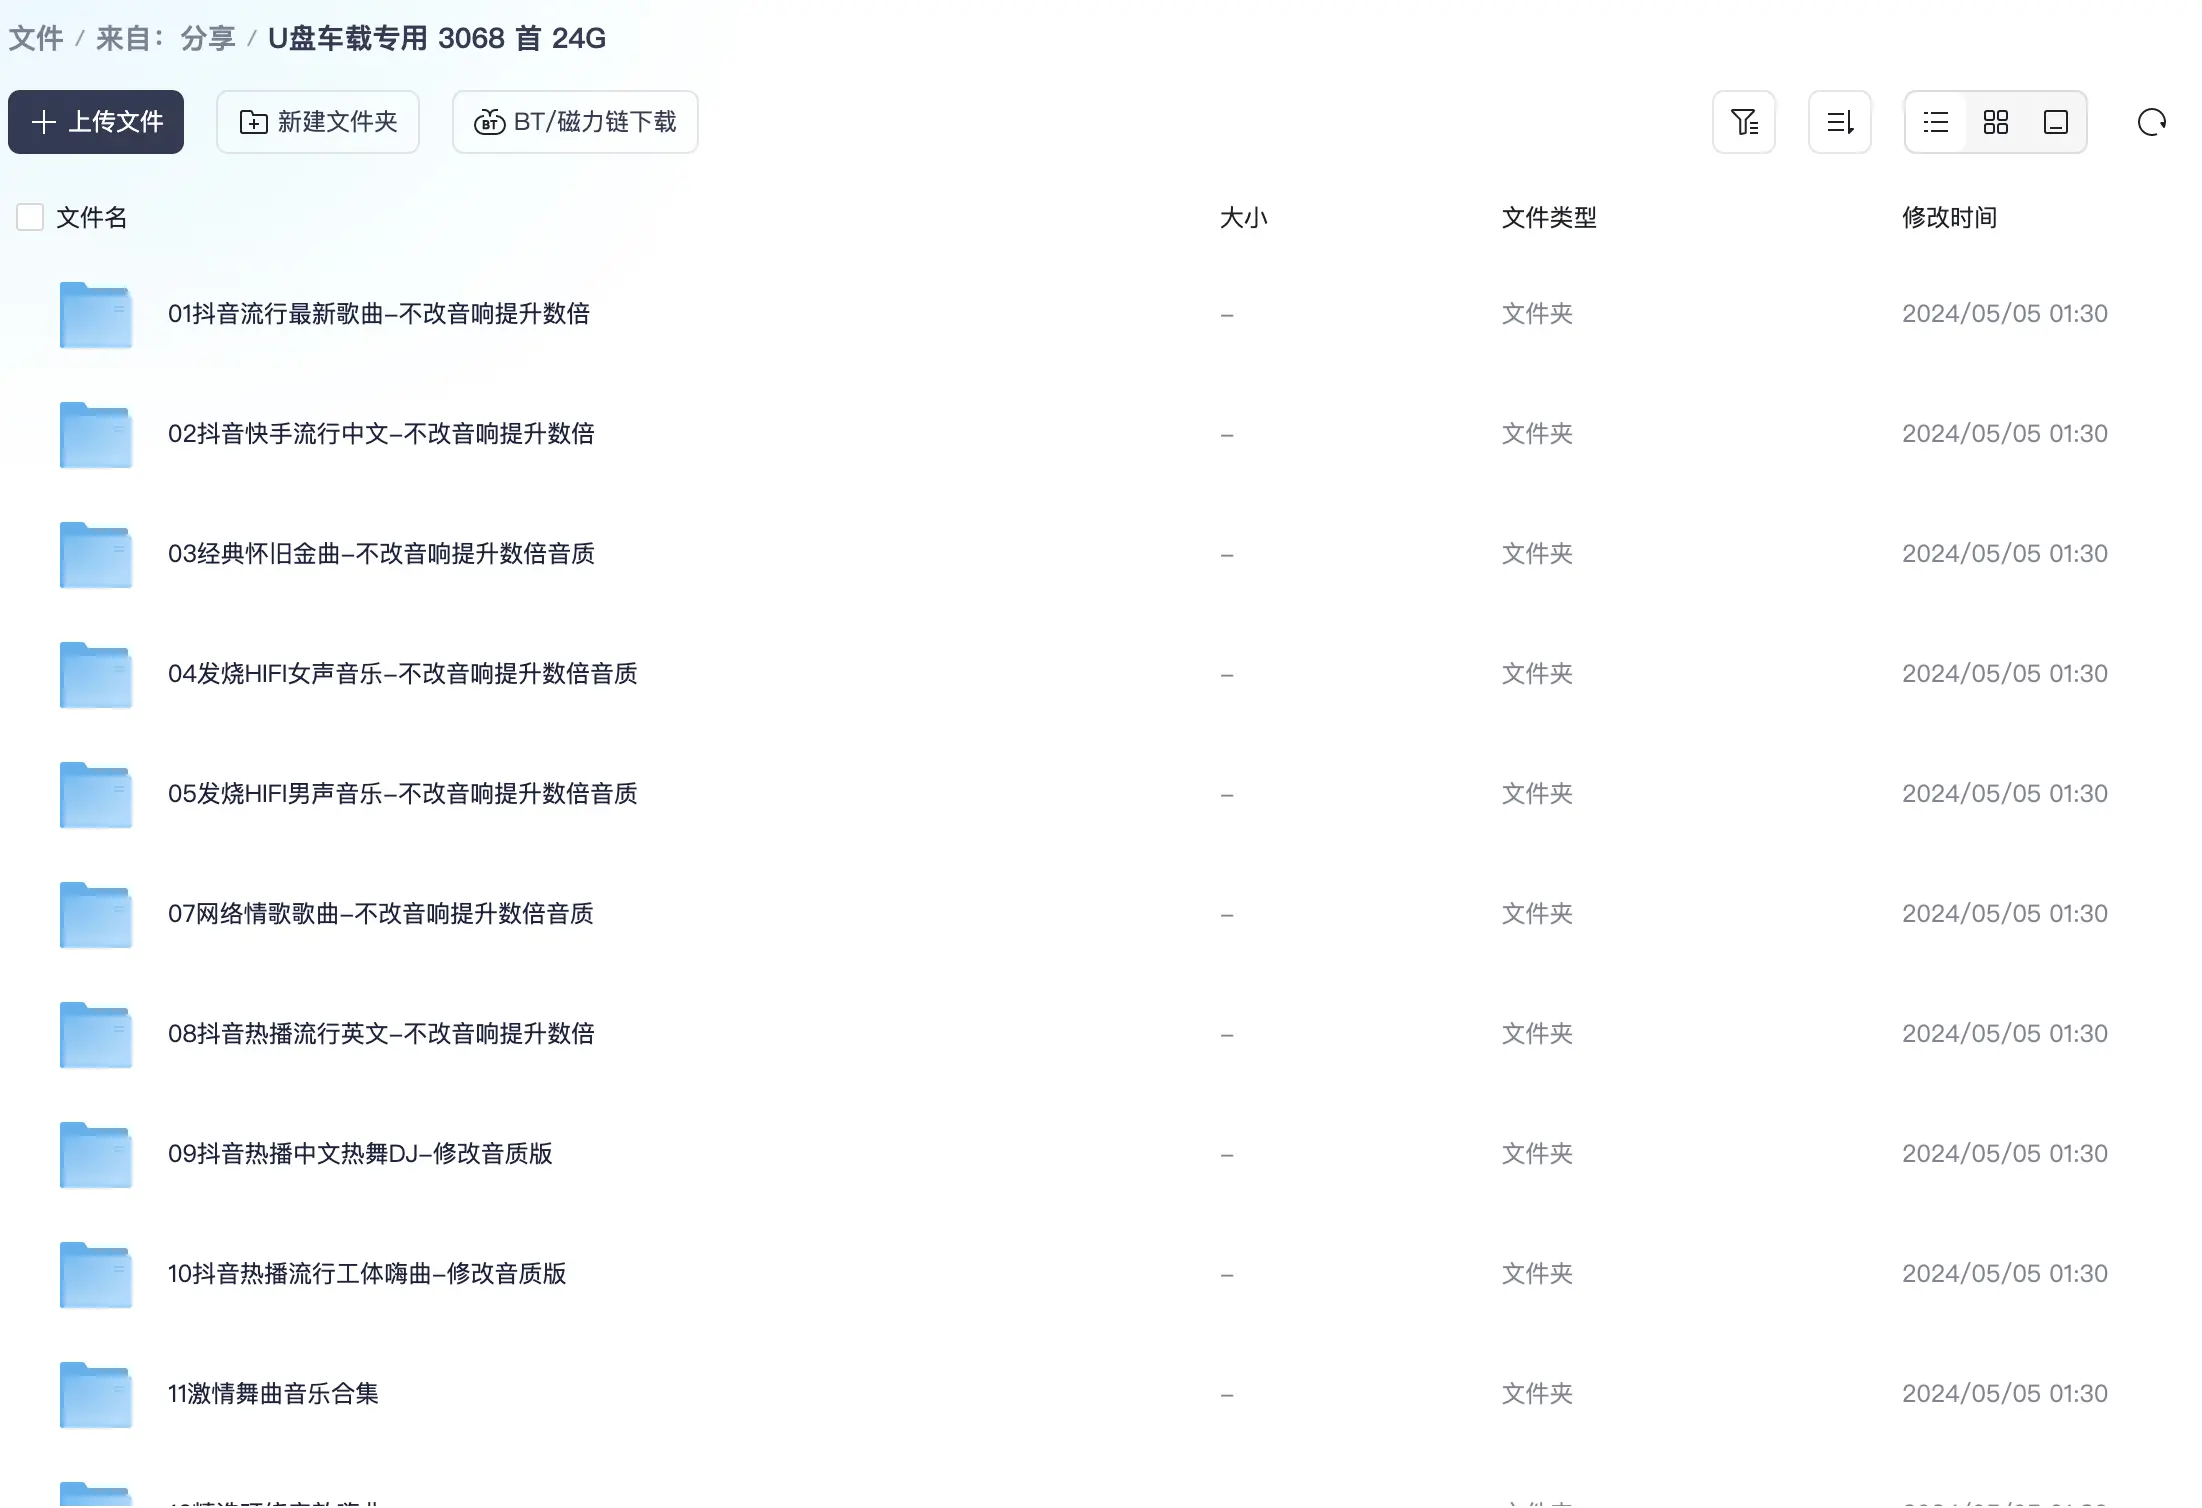 文件 / 来自：分享 / U盘车载专用 3068 首 24G
上传文件 新建文件夹 BT BT/磁力链下载
文件名 大小 文件类型 修改时间
01抖音流行最新歌曲-不改音响提升数倍 - 文件夹 2024/05/05 01:30
02抖音快手流行中文-不改音响提升数倍 - 文件夹 2024/05/05 01:30
03经典怀旧金曲-不改音响提升数倍音质 - 文件夹 2024/05/05 01:30
04发烧HIFI女声音乐-不改音响提升数倍音质 - 文件夹 2024/05/05 01:30
05发烧HIFI男声音乐-不改音响提升数倍音质 - 文件夹 2024/05/05 01:30
07网络情歌歌曲-不改音响提升数倍音质 - 文件夹 2024/05/05 01:30
08抖音热播流行英文-不改音响提升数倍 - 文件夹 2024/05/05 01:30
09抖音热播中文热舞DJ-修改音质版 - 文件夹 2024/05/05 01:30
10抖音热播流行工体嗨曲-修改音质版 - 文件夹 2024/05/05 01:30
11激情舞曲音乐合集 - 文件夹 2024/05/05 01:30